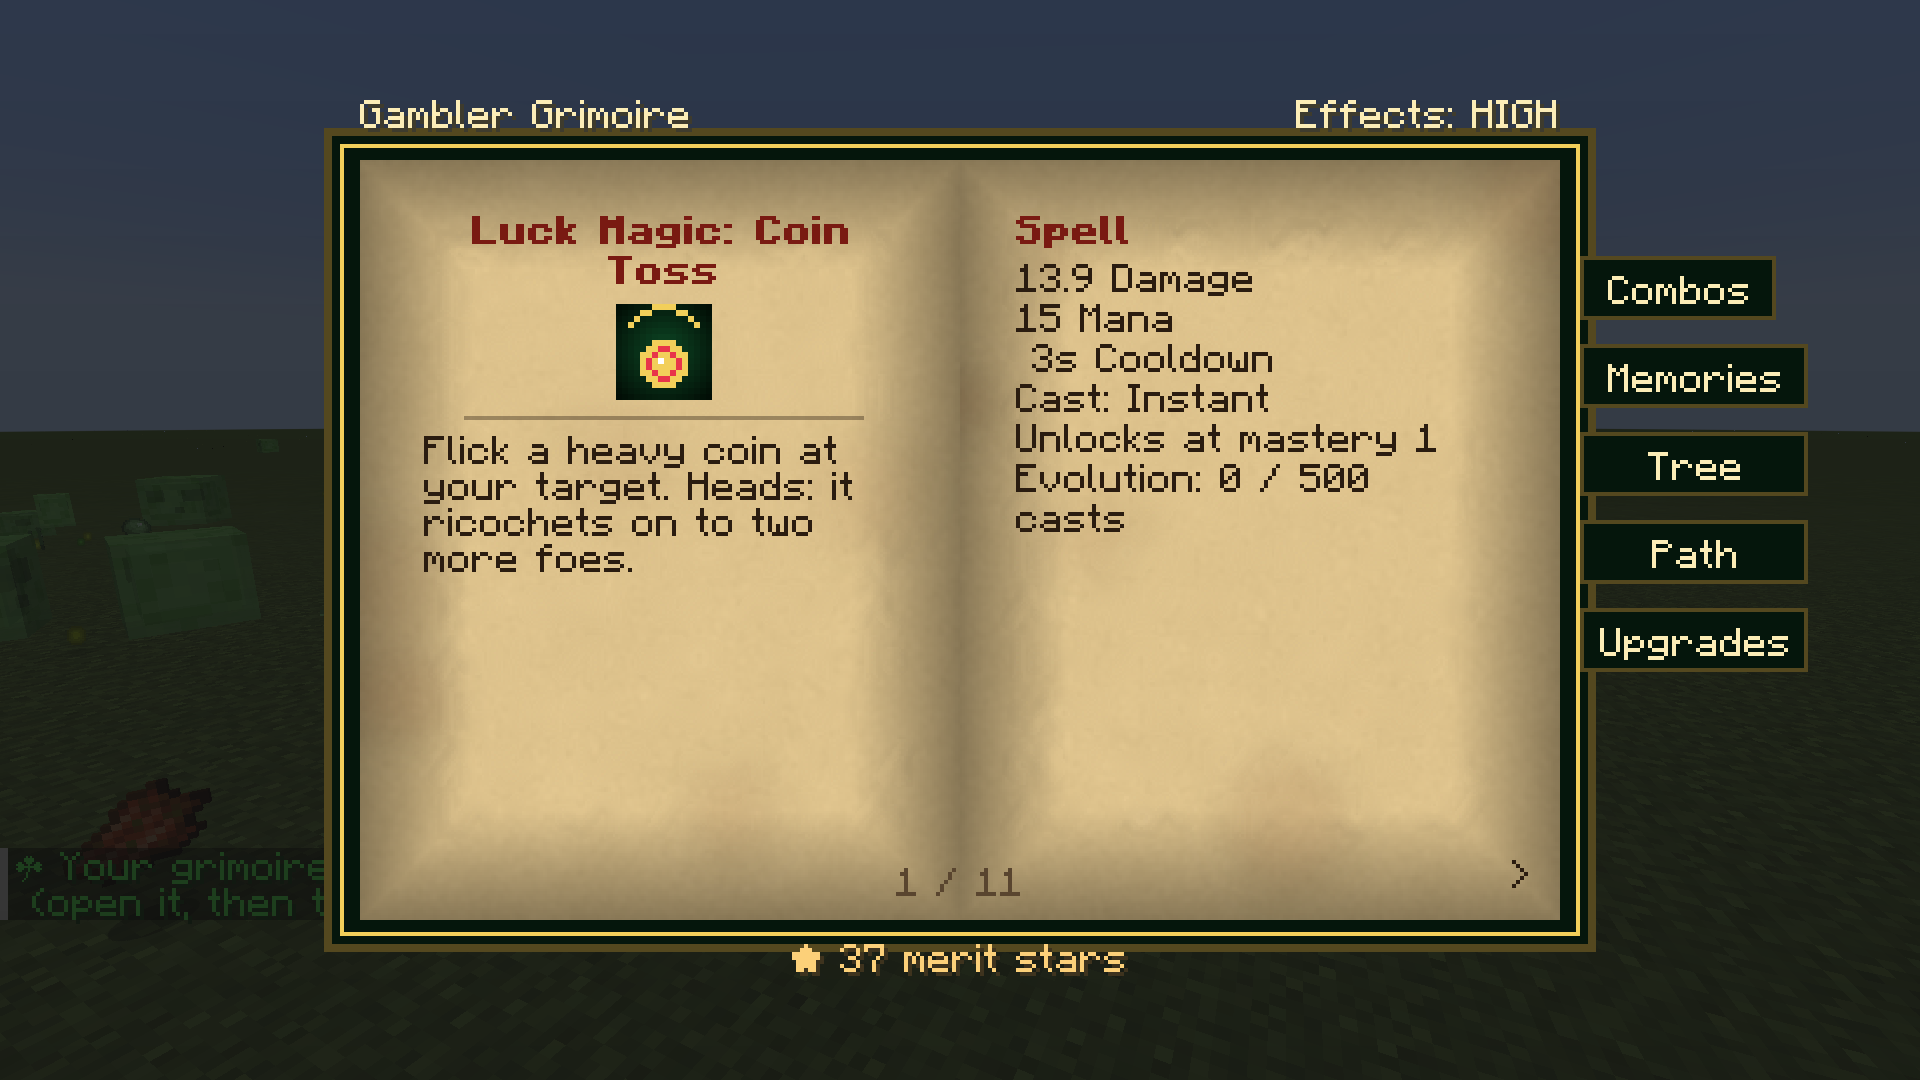 Gambler Grimoire
Effects: HIGH
Luck Magic: Coin
Toss
Flick a heavy coin at
your target. Heads: it
ricochets on to two
more foes.
Spell
13.9 Damage
15 Mana
3s Cooldown
Cast: Instant
Unlocks at mastery 1
Evolution: 0 / 500
casts
Combos
Memories
Tree
Path
Upgrades
☘ Your grimoire
(open it, then t
1 / 11
>
★ 37 merit stars